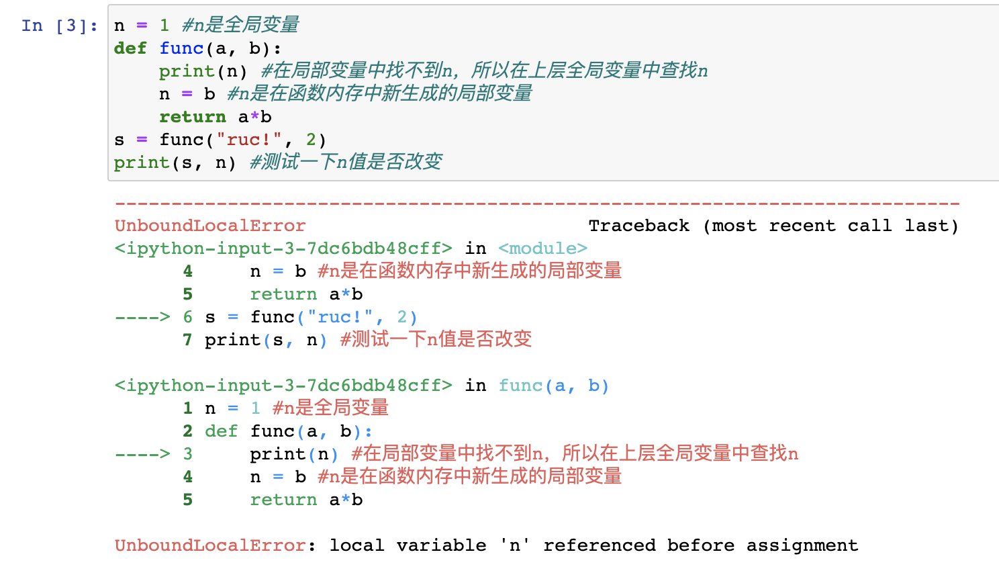 In [3]: n = 1 #n是全局变量
def func(a, b):
    print(n) #在局部变量中找不到n，所以在上层全局变量中查找n
    n = b #n是在函数内存中新生成的局部变量
    return a*b
s = func("ruc!", 2)
print(s, n) #测试一下n值是否改变
---------------------------------------------------------------------------
UnboundLocalError                         Traceback (most recent call last)
<ipython-input-3-7dc6bdb48cff> in <module>
      4     n = b #n是在函数内存中新生成的局部变量
      5     return a*b
----> 6 s = func("ruc!", 2)
      7 print(s, n) #测试一下n值是否改变
<ipython-input-3-7dc6bdb48cff> in func(a, b)
      1 n = 1 #n是全局变量
      2 def func(a, b):
----> 3     print(n) #在局部变量中找不到n，所以在上层全局变量中查找n
      4     n = b #n是在函数内存中新生成的局部变量
      5     return a*b
UnboundLocalError: local variable 'n' referenced before assignment